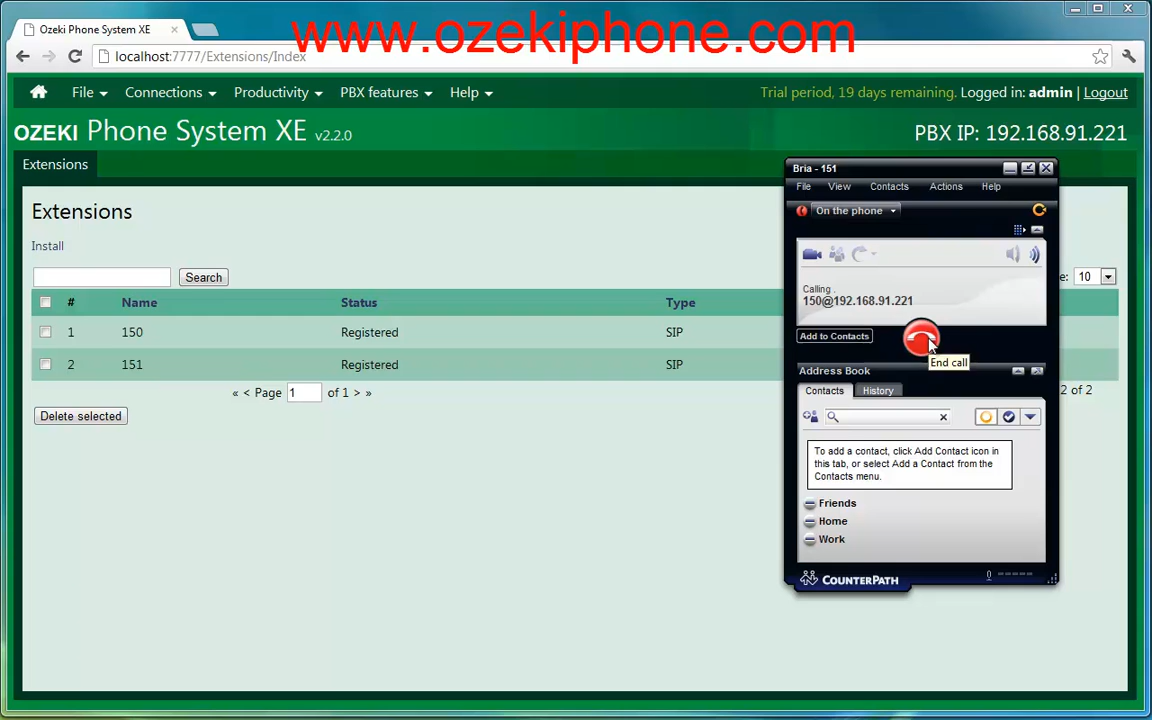 www.ozekiphone.com
Ozeki Phone System XE
localhost:7777/Extensions/Index
File Connections Productivity PBX features Help Trial period, 19 days remaining. Logged in: admin | Logout
OZEKI Phone System XE v2.2.0 PBX IP: 192.168.91.221
Extensions
Extensions
Install
Search
e: 10
# Name Status Type
1 150 Registered SIP
2 151 Registered SIP
« < Page 1 of 1 > »
2 of 2
Delete selected
Bria - 151
File View Contacts Actions Help
On the phone
Calling .
150@192.168.91.221
Add to Contacts
End call
Address Book
Contacts History
To add a contact, click Add Contact icon in
this tab, or select Add a Contact from the
Contacts menu.
Friends
Home
Work
COUNTERPATH